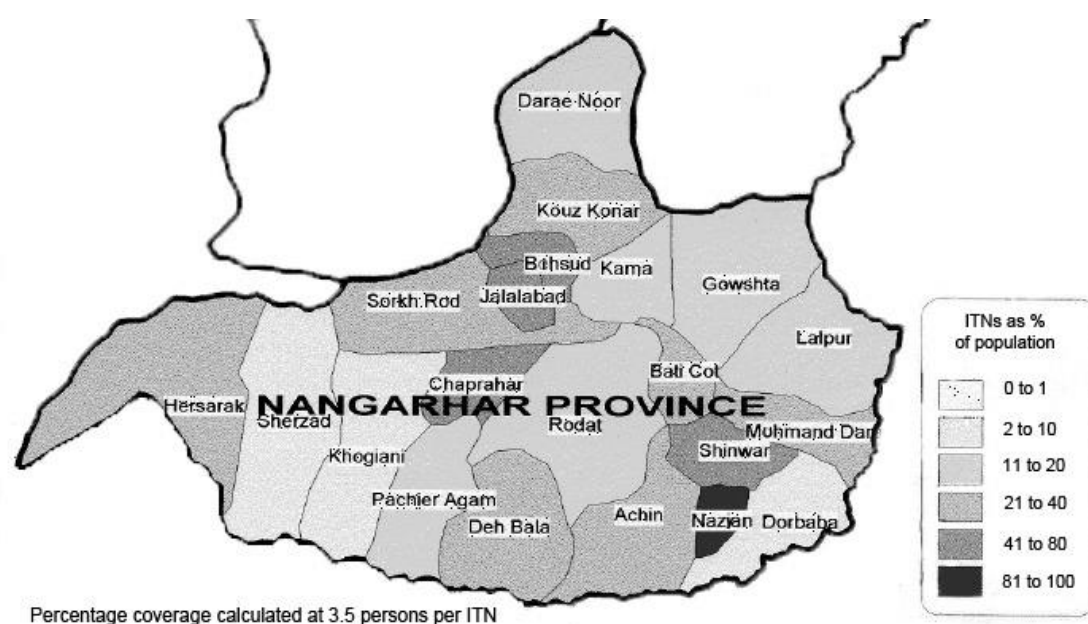 Darae Noor
Kouz Konar
Behsud
Kama
Gowshta
Sorkh Rod
Jalalabad
Lalpur
Bati Cot
Chaprahar
Hersarak
NANGARHAR PROVINCE
Sherzad
Rodat
Muhmand Dar
Shinwar
Khogiani
Pachier Agam
Deh Bala
Achin
Nazian
Dorbaba
ITNs as %
of population
0 to 1
2 to 10
11 to 20
21 to 40
41 to 80
81 to 100
Percentage coverage calculated at 3.5 persons per ITN